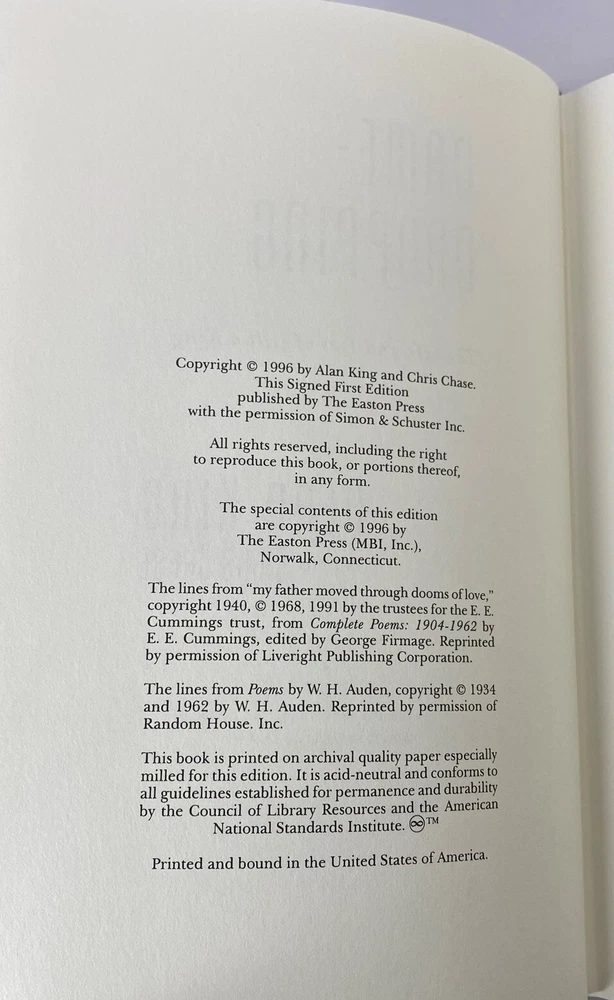 Copyright © 1996 by Alan King and Chris Chase.
This Signed First Edition
published by The Easton Press
with the permission of Simon & Schuster Inc.
All rights reserved, including the right
to reproduce this book, or portions thereof,
in any form.
The special contents of this edition
are copyright © 1996 by
The Easton Press (MBI, Inc.),
Norwalk, Connecticut.
The lines from “my father moved through dooms of love,”
copyright 1940, © 1968, 1991 by the trustees for the E. E.
Cummings trust, from Complete Poems: 1904-1962 by
E. E. Cummings, edited by George Firmage. Reprinted
by permission of Liveright Publishing Corporation.
The lines from Poems by W. H. Auden, copyright © 1934
and 1962 by W. H. Auden. Reprinted by permission of
Random House. Inc.
This book is printed on archival quality paper especially
milled for this edition. It is acid-neutral and conforms to
all guidelines established for permanence and durability
by the Council of Library Resources and the American
National Standards Institute. ♾™
Printed and bound in the United States of America.